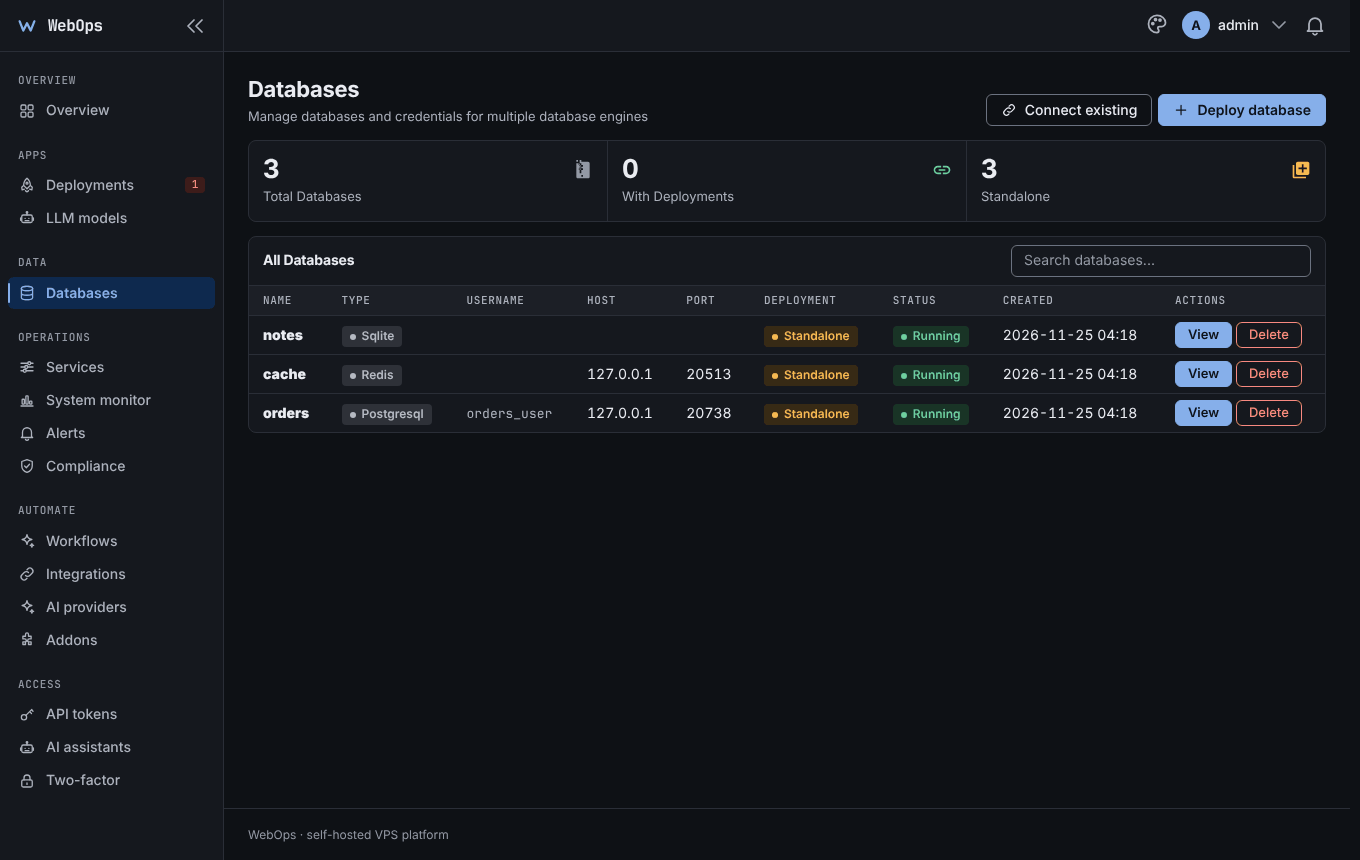 WebOps
admin
A
OVERVIEW
Overview
APPS
Deployments 1
LLM models
DATA
Databases
OPERATIONS
Services
System monitor
Alerts
Compliance
AUTOMATE
Workflows
Integrations
AI providers
Addons
ACCESS
API tokens
AI assistants
Two-factor
Databases
Manage databases and credentials for multiple database engines
Connect existing
Deploy database
3
Total Databases
0
With Deployments
3
Standalone
All Databases
Search databases...
NAME TYPE USERNAME HOST PORT DEPLOYMENT STATUS CREATED ACTIONS
notes Sqlite Standalone Running 2026-11-25 04:18 View Delete
cache Redis 127.0.0.1 20513 Standalone Running 2026-11-25 04:18 View Delete
orders Postgresql orders_user 127.0.0.1 20738 Standalone Running 2026-11-25 04:18 View Delete
WebOps · self-hosted VPS platform